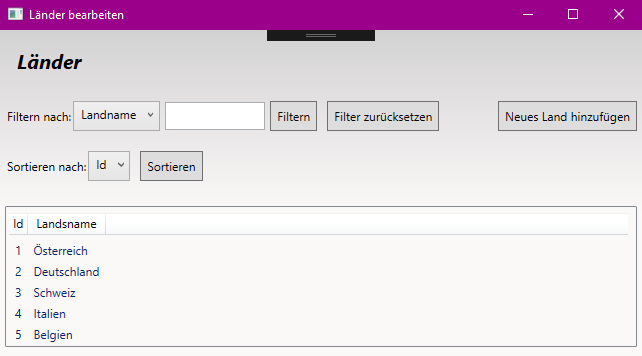 Länder bearbeiten
Länder
Filtern nach: Landname Filtern Filter zurücksetzen Neues Land hinzufügen
Sortieren nach: Id Sortieren
Id Landsname
1 Österreich
2 Deutschland
3 Schweiz
4 Italien
5 Belgien